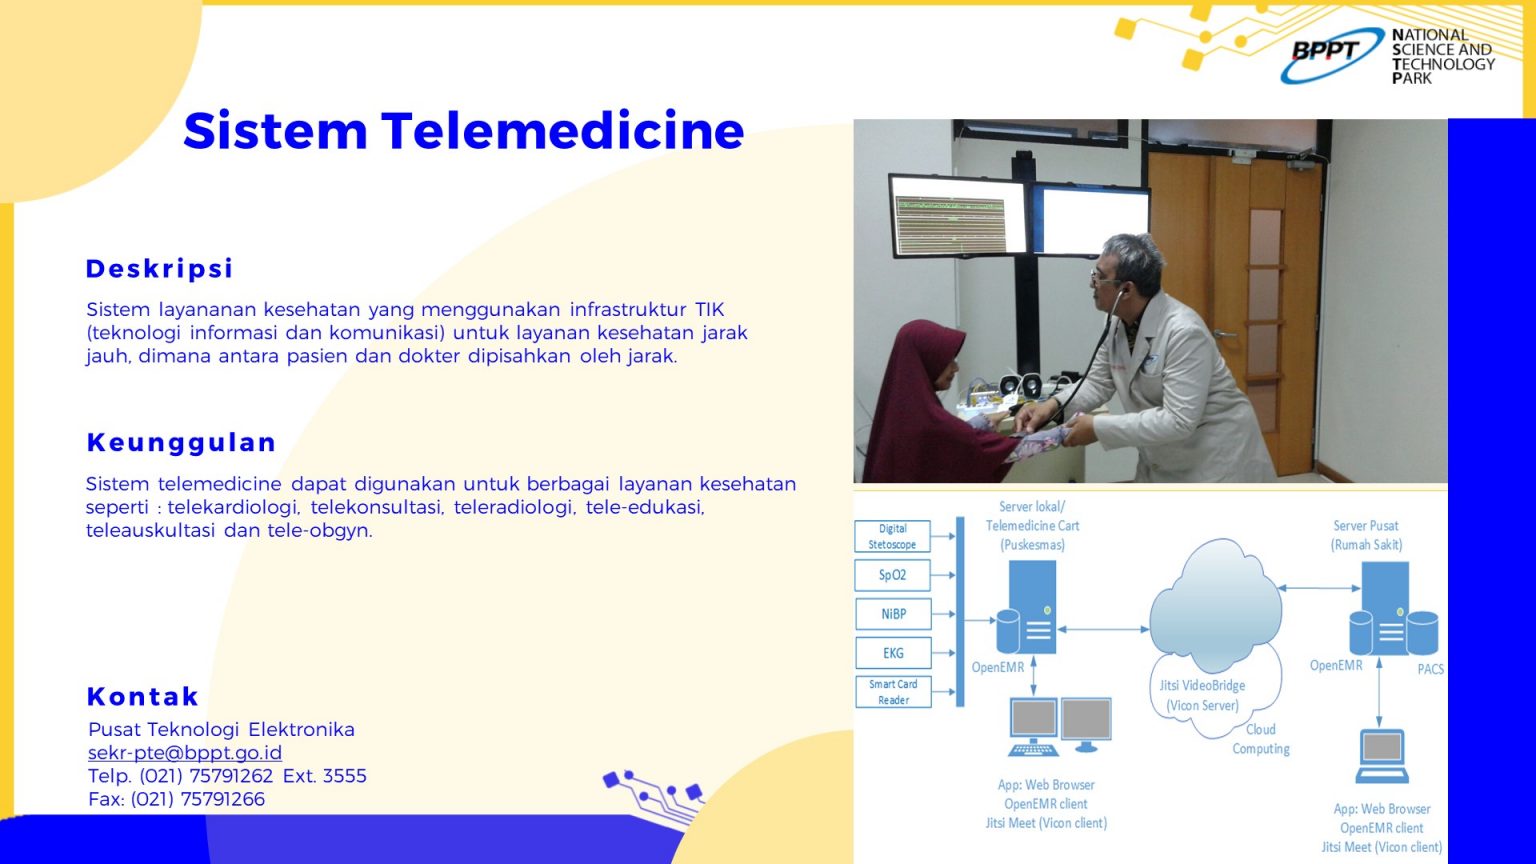 BPPT
NATIONAL
SCIENCE AND
TECHNOLOGY
PARK
Sistem Telemedicine
Deskripsi
Sistem layananan kesehatan yang menggunakan infrastruktur TIK
(teknologi informasi dan komunikasi) untuk layanan kesehatan jarak
jauh, dimana antara pasien dan dokter dipisahkan oleh jarak.
Keunggulan
Sistem telemedicine dapat digunakan untuk berbagai layanan kesehatan
seperti : telekardiologi, telekonsultasi, teleradiologi, tele-edukasi,
teleauskultasi dan tele-obgyn.
Kontak
Pusat Teknologi Elektronika
sekr-pte@bppt.go.id
Telp. (021) 75791262 Ext. 3555
Fax: (021) 75791266
Digital
Stetoscope
SpO2
NiBP
EKG
Smart Card
Reader
Server lokal/
Telemedicine Cart
(Puskesmas)
OpenEMR
App: Web Browser
OpenEMR client
Jitsi Meet (Vicon client)
Jitsi VideoBridge
(Vicon Server)
Cloud
Computing
Server Pusat
(Rumah Sakit)
OpenEMR
PACS
App: Web Browser
OpenEMR client
Jitsi Meet (Vicon client)